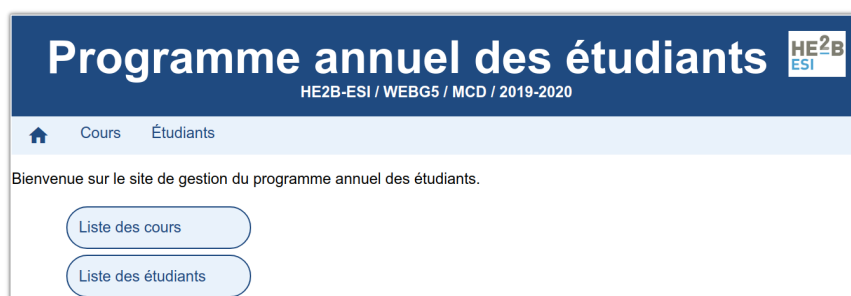 Programme annuel des étudiants
HE2B
ESI
HE2B-ESI / WEBG5 / MCD / 2019-2020
Cours Étudiants
Bienvenue sur le site de gestion du programme annuel des étudiants.
Liste des cours
Liste des étudiants